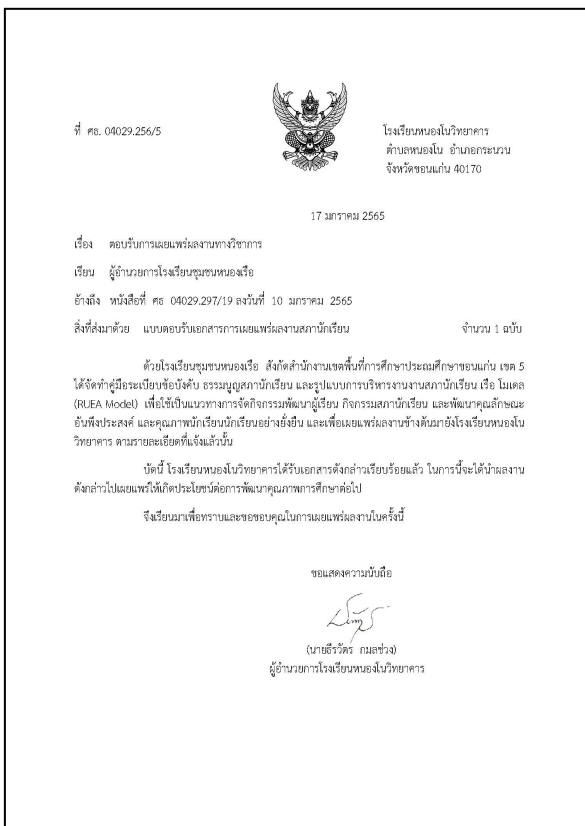 ที่ ศธ. 04029.256/5
โรงเรียนหนองโนวิทยาคาร
ตำบลหนองโน อำเภอกระนวน
จังหวัดขอนแก่น 40170
17 มกราคม 2565
เรื่อง ตอบรับการเผยแพร่ผลงานทางวิชาการ
เรียน ผู้อำนวยการโรงเรียนชุมชนหนองเรือ
อ้างถึง หนังสือที่ ศธ 04029.297/19 ลงวันที่ 10 มกราคม 2565
สิ่งที่ส่งมาด้วย แบบตอบรับเอกสารการเผยแพร่ผลงานสภานักเรียน จำนวน 1 ฉบับ
ด้วยโรงเรียนชุมชนหนองเรือ สังกัดสำนักงานเขตพื้นที่การศึกษาประถมศึกษาขอนแก่น เขต 5
ได้จัดทำคู่มือระเบียบข้อบังคับ ธรรมนูญสภานักเรียน และรูปแบบการบริหารงานงานสภานักเรียน เรือ โมเดล
(RUEA Model) เพื่อใช้เป็นแนวทางการจัดกิจกรรมพัฒนาผู้เรียน กิจกรรมสภานักเรียน และพัฒนาคุณลักษณะ
อันพึงประสงค์ และคุณภาพนักเรียนนักเรียนอย่างยั่งยืน และเพื่อเผยแพร่ผลงานข้างต้นมายังโรงเรียนหนองโน
วิทยาคาร ตามรายละเอียดที่แจ้งแล้วนั้น
บัดนี้ โรงเรียนหนองโนวิทยาคารได้รับเอกสารดังกล่าวเรียบร้อยแล้ว ในการนี้จะได้นำผลงาน
ดังกล่าวไปเผยแพร่ให้เกิดประโยชน์ต่อการพัฒนาคุณภาพการศึกษาต่อไป
จึงเรียนมาเพื่อทราบและขอขอบคุณในการเผยแพร่ผลงานในครั้งนี้
ขอแสดงความนับถือ
(นายธีรวัตร กมลช่วง)
ผู้อำนวยการโรงเรียนหนองโนวิทยาคาร